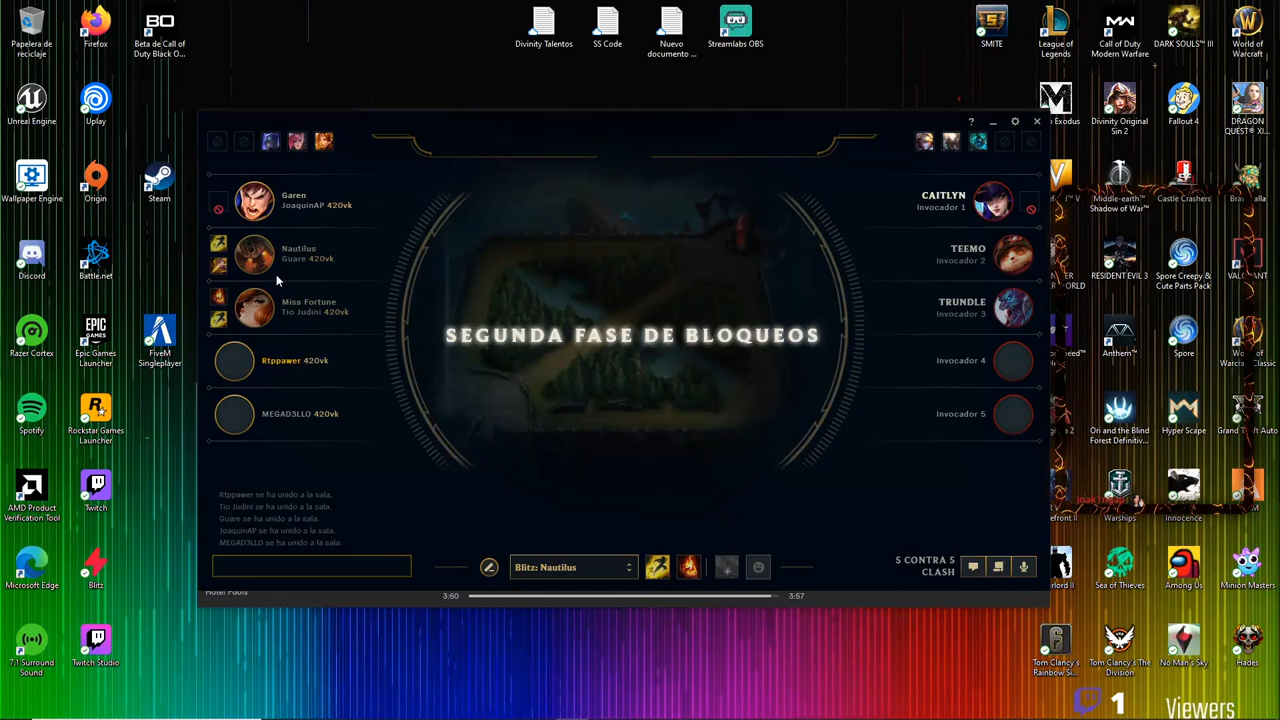 Papelera de
reciclaje
Firefox
BO
Beta de Call of
Duty Black O...
Divinity Talentos
SS Code
Nuevo
documento ...
Streamlabs OBS
SMITE
League of
Legends
Call of Duty
Modern Warfare
DARK SOULS™ III
World of
Warcraft
Unreal Engine
Uplay
o Exodus
Divinity Original
Sin 2
Fallout 4
DRAGON
QUEST® XI...
Wallpaper Engine
Origin
Steam
Middle-earth™
Shadow of War™
Castle Crashers
Discord
Battle.net
RESIDENT EVIL 3
Spore Creepy &
Cute Parts Pack
Razer Cortex
EPIC
GAMES
Epic Games
Launcher
FiveM
Singleplayer
Anthem™
Spore
Spotify
Rockstar Games
Launcher
Ori and the Blind
Forest Definitiv...
Hyper Scape
Grand Theft Auto
AMD Product
Verification Tool
Twitch
Warships
Innocence
Microsoft Edge
Blitz
Sea of Thieves
Among Us
Minion Masters
7.1 Surround
Sound
Twitch Studio
Tom Clancy's
Rainbow Si...
Tom Clancy's The
Division
No Man's Sky
Hades
Garen
JoaquinAP 420vk
Nautilus
Guare 420vk
Miss Fortune
Tio Judini 420vk
Rtppawer 420vk
MEGAD3LLO 420vk
CAITLYN
Invocador 1
TEEMO
Invocador 2
TRUNDLE
Invocador 3
Invocador 4
Invocador 5
SEGUNDA FASE DE BLOQUEOS
Rtppawer se ha unido a la sala.
Tio Judini se ha unido a la sala.
Guare se ha unido a la sala.
JoaquinAP se ha unido a la sala.
MEGAD3LLO se ha unido a la sala.
Blitz: Nautilus
5 CONTRA 5
CLASH
3:60
3:57
1
Viewers